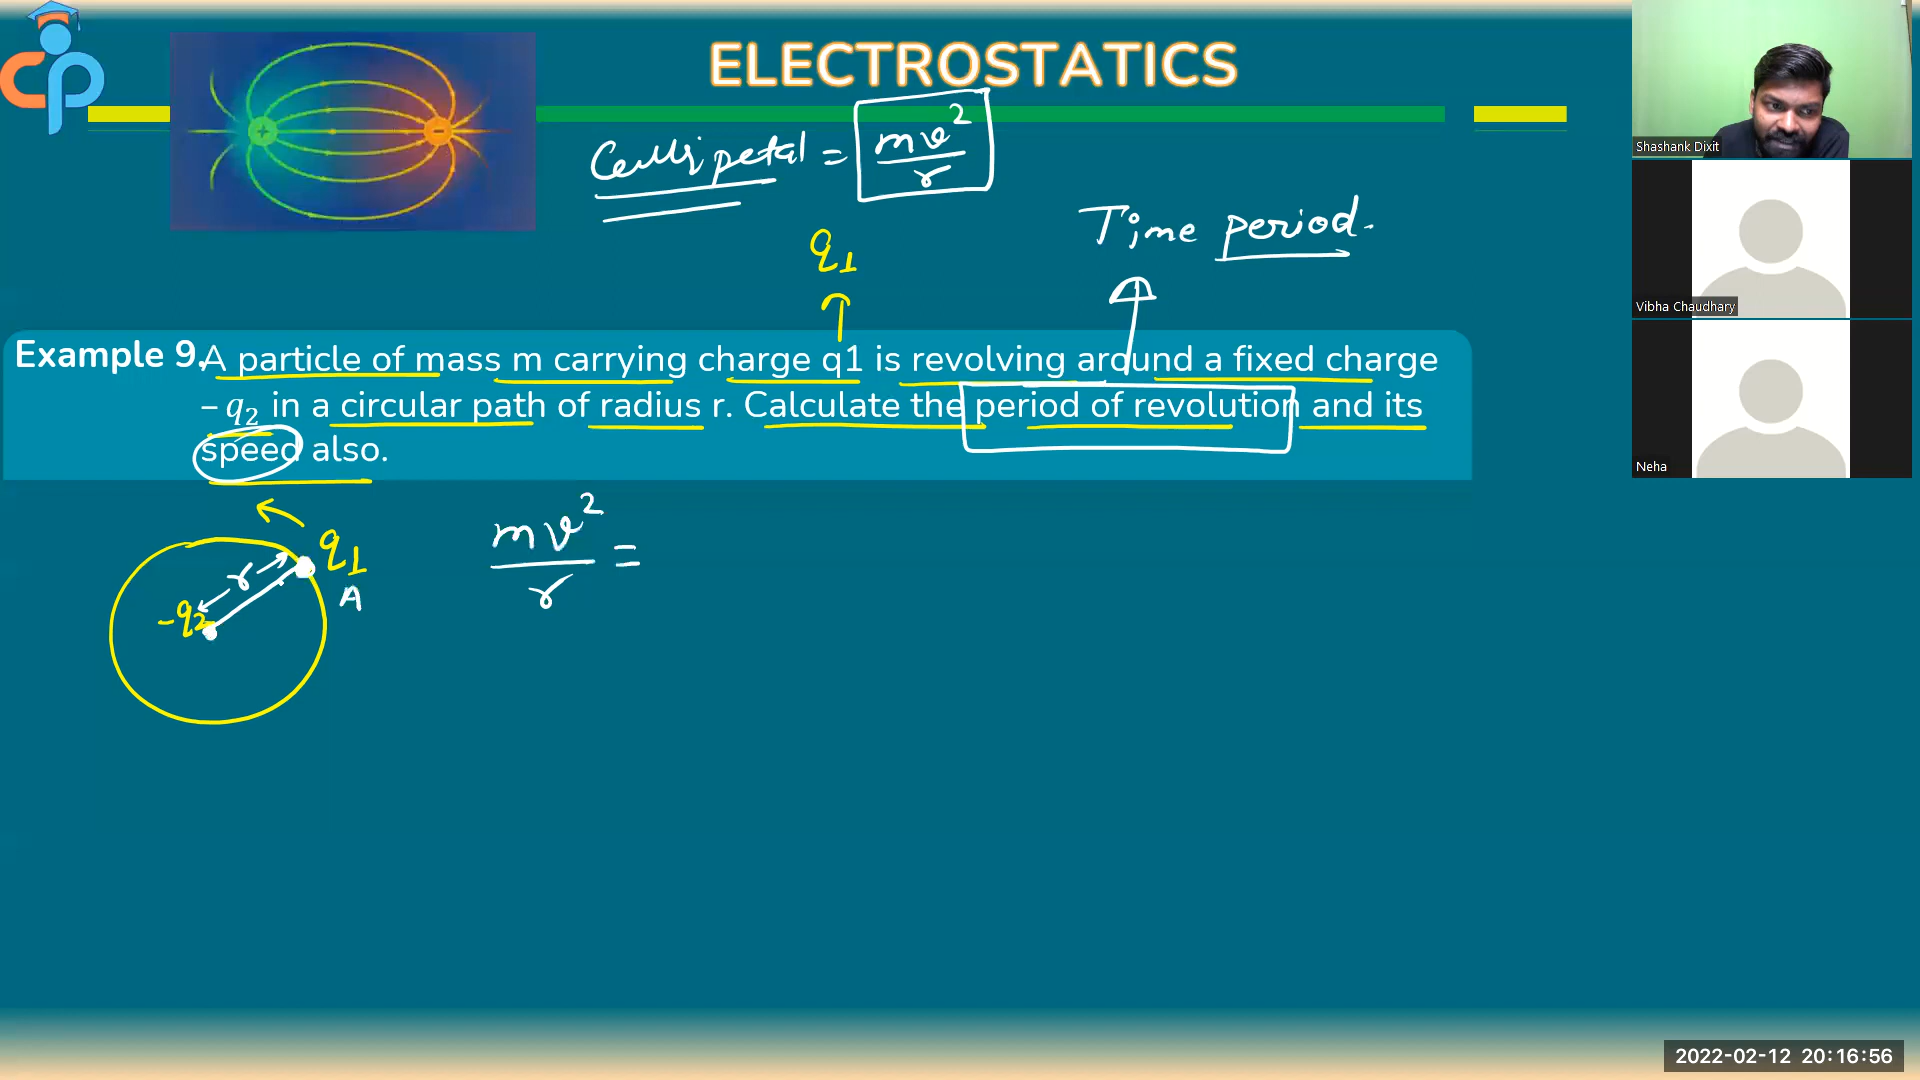 cp
ELECTROSTATICS
Centripetal = mv²/r
q1
Time period.
Example 9. A particle of mass m carrying charge q1 is revolving around a fixed charge
– q₂ in a circular path of radius r. Calculate the period of revolution and its
speed also.
q1
A
r
-q2
mv²/r =
Shashank Dixit
Vibha Chaudhary
Neha
2022-02-12 20:16:56